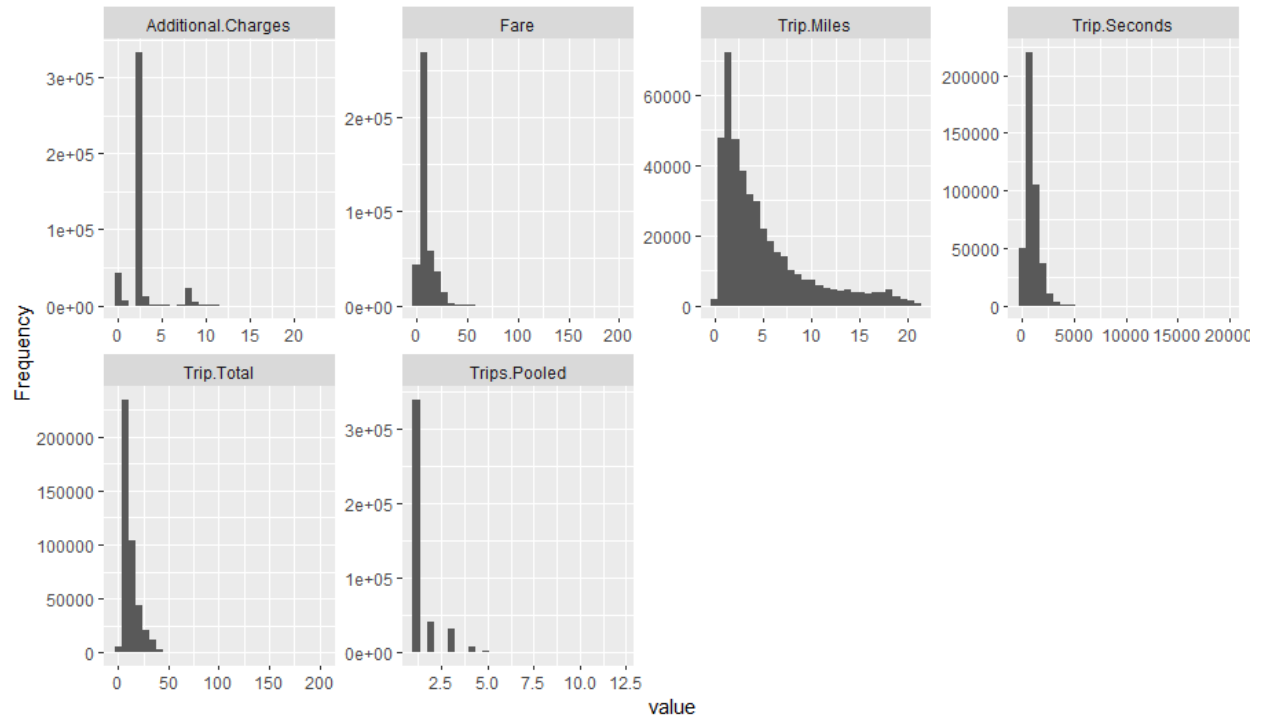 Additional.Charges
Fare
Trip.Miles
Trip.Seconds
3e+05
2e+05
1e+05
0e+00
0 5 10 15 20
2e+05
1e+05
0e+00
0 50 100 150 200
60000
40000
20000
0
0 5 10 15 20
200000
150000
100000
50000
0
0 5000 10000 15000 2000
Frequency
Trip.Total
Trips.Pooled
200000
150000
100000
50000
0
0 50 100 150 200
3e+05
2e+05
1e+05
0e+00
2.5 5.0 7.5 10.0 12.5
value